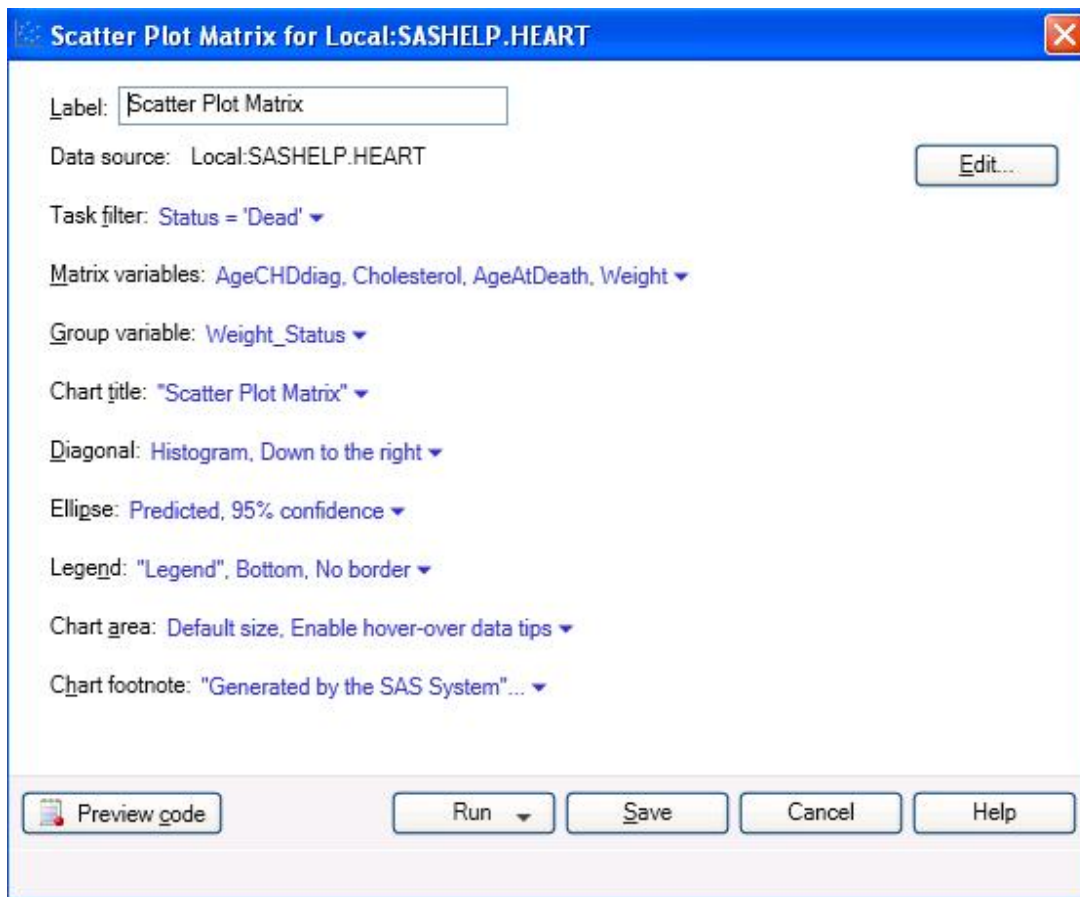 Scatter Plot Matrix for Local:SASHELP.HEART
Label: Scatter Plot Matrix
Data source: Local:SASHELP.HEART
Edit...
Task filter: Status = 'Dead'
Matrix variables: AgeCHDdiag, Cholesterol, AgeAtDeath, Weight
Group variable: Weight_Status
Chart title: "Scatter Plot Matrix"
Diagonal: Histogram, Down to the right
Ellipse: Predicted, 95% confidence
Legend: "Legend", Bottom, No border
Chart area: Default size, Enable hover-over data tips
Chart footnote: "Generated by the SAS System"...
Preview code Run Save Cancel Help